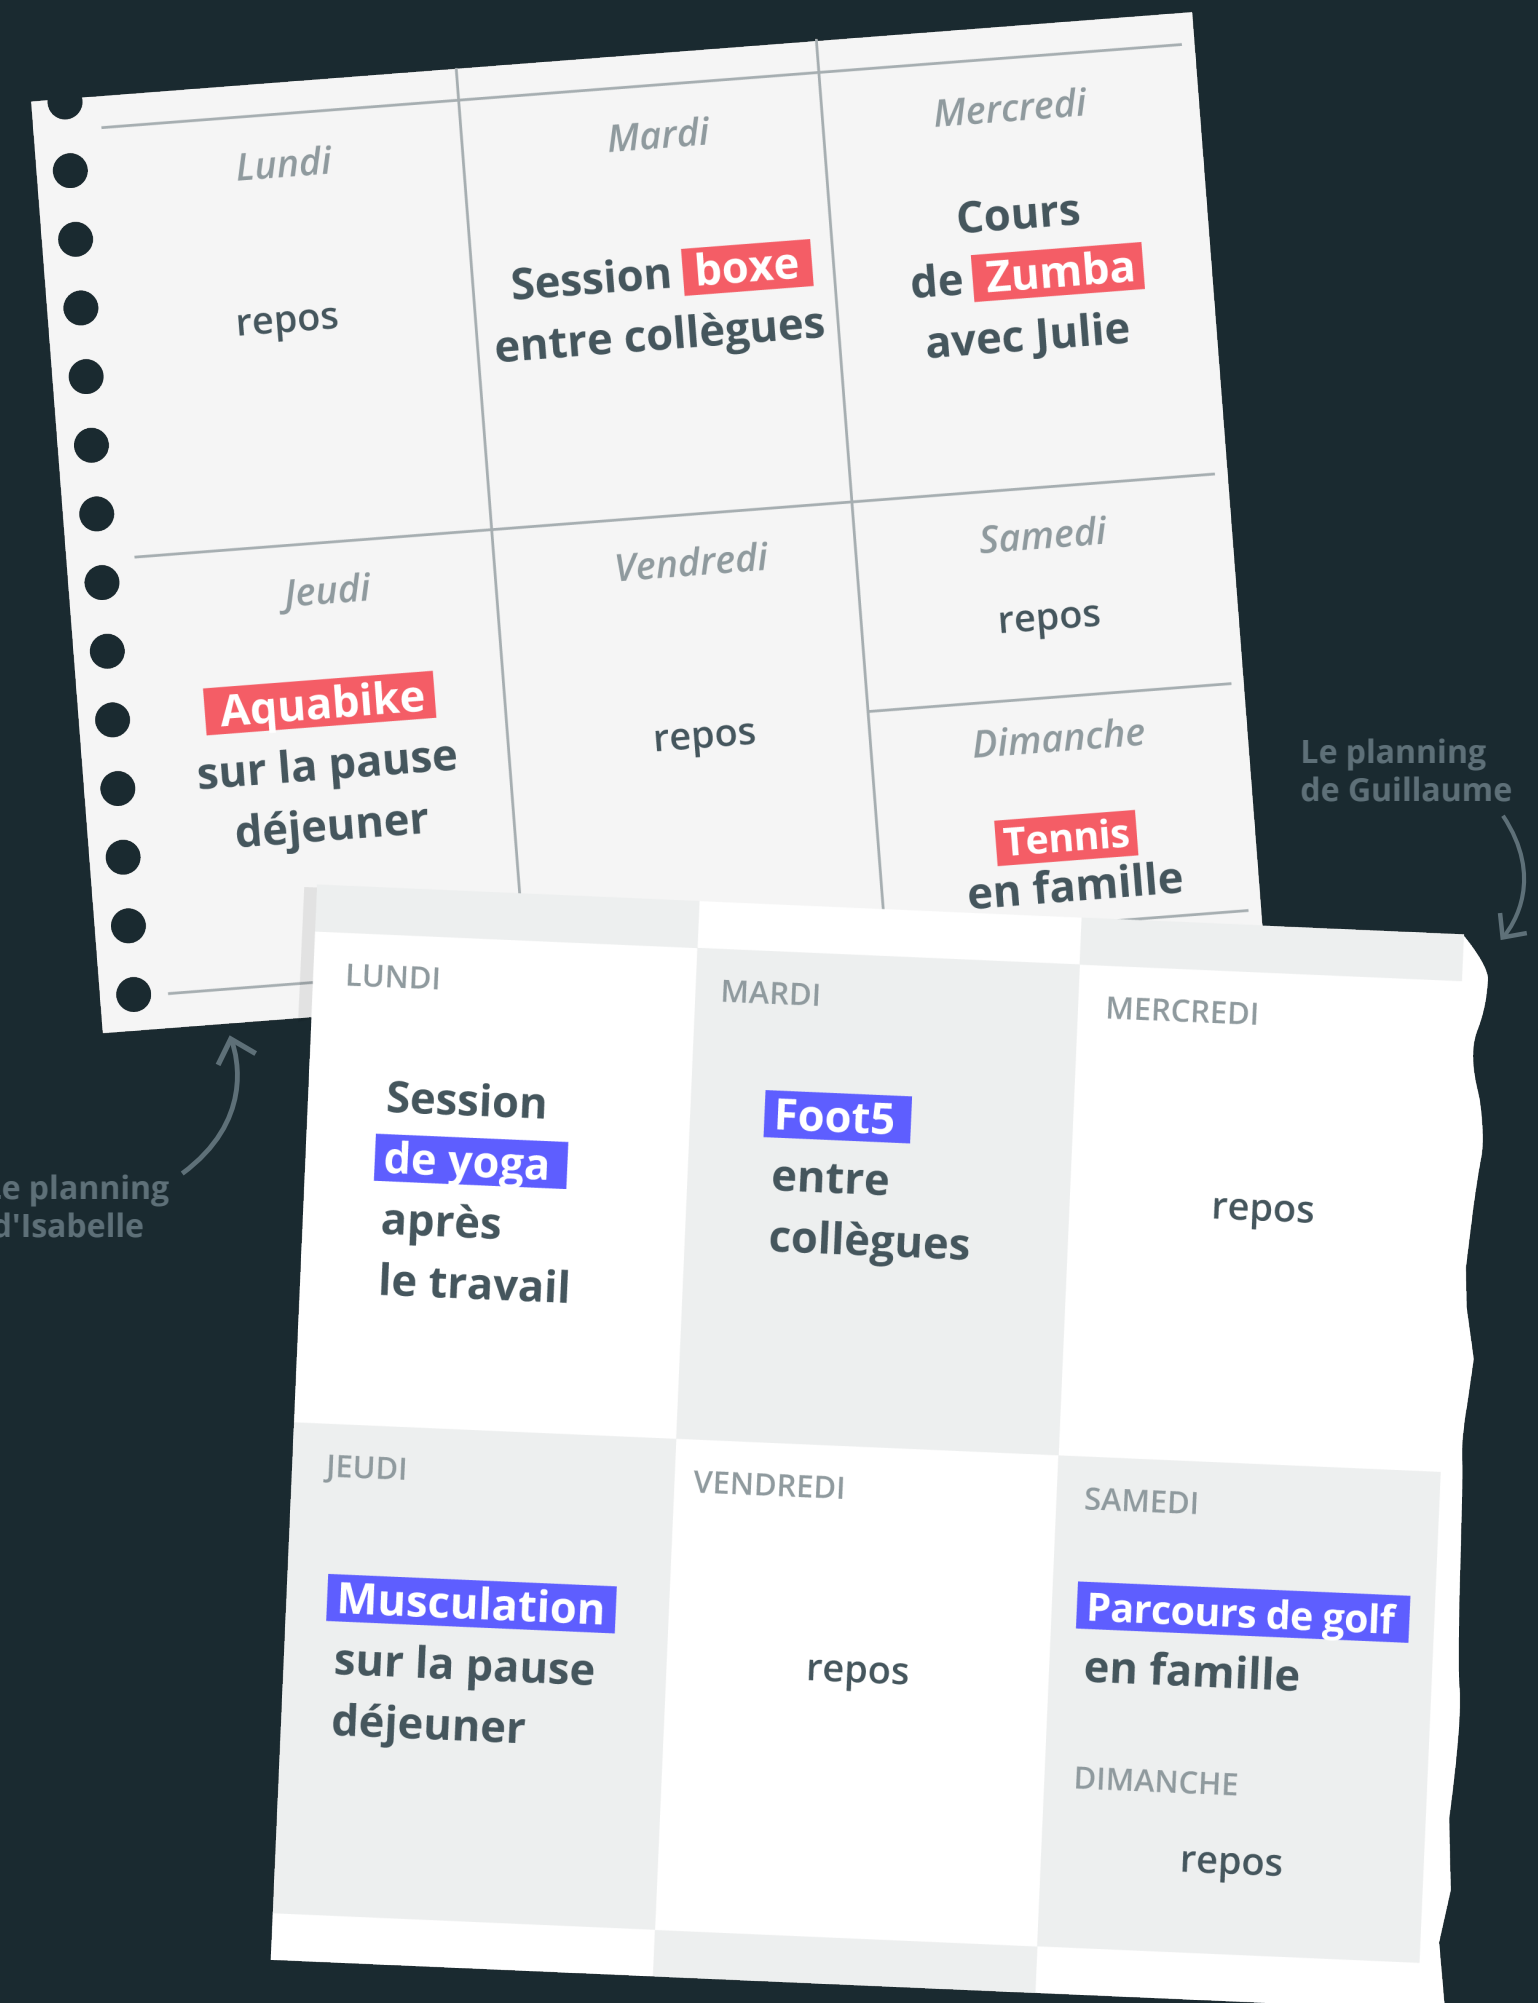 Lundi
repos
Mardi
Session boxe
entre collègues
Mercredi
Cours
de Zumba
avec Julie
Jeudi
Aquabike
sur la pause
déjeuner
Vendredi
repos
Samedi
repos
Dimanche
Tennis
en famille
Le planning
de Guillaume
e planning
d'Isabelle
LUNDI
Session
de yoga
après
le travail
MARDI
Foot5
entre
collègues
MERCREDI
repos
JEUDI
Musculation
sur la pause
déjeuner
VENDREDI
repos
SAMEDI
Parcours de golf
en famille
DIMANCHE
repos